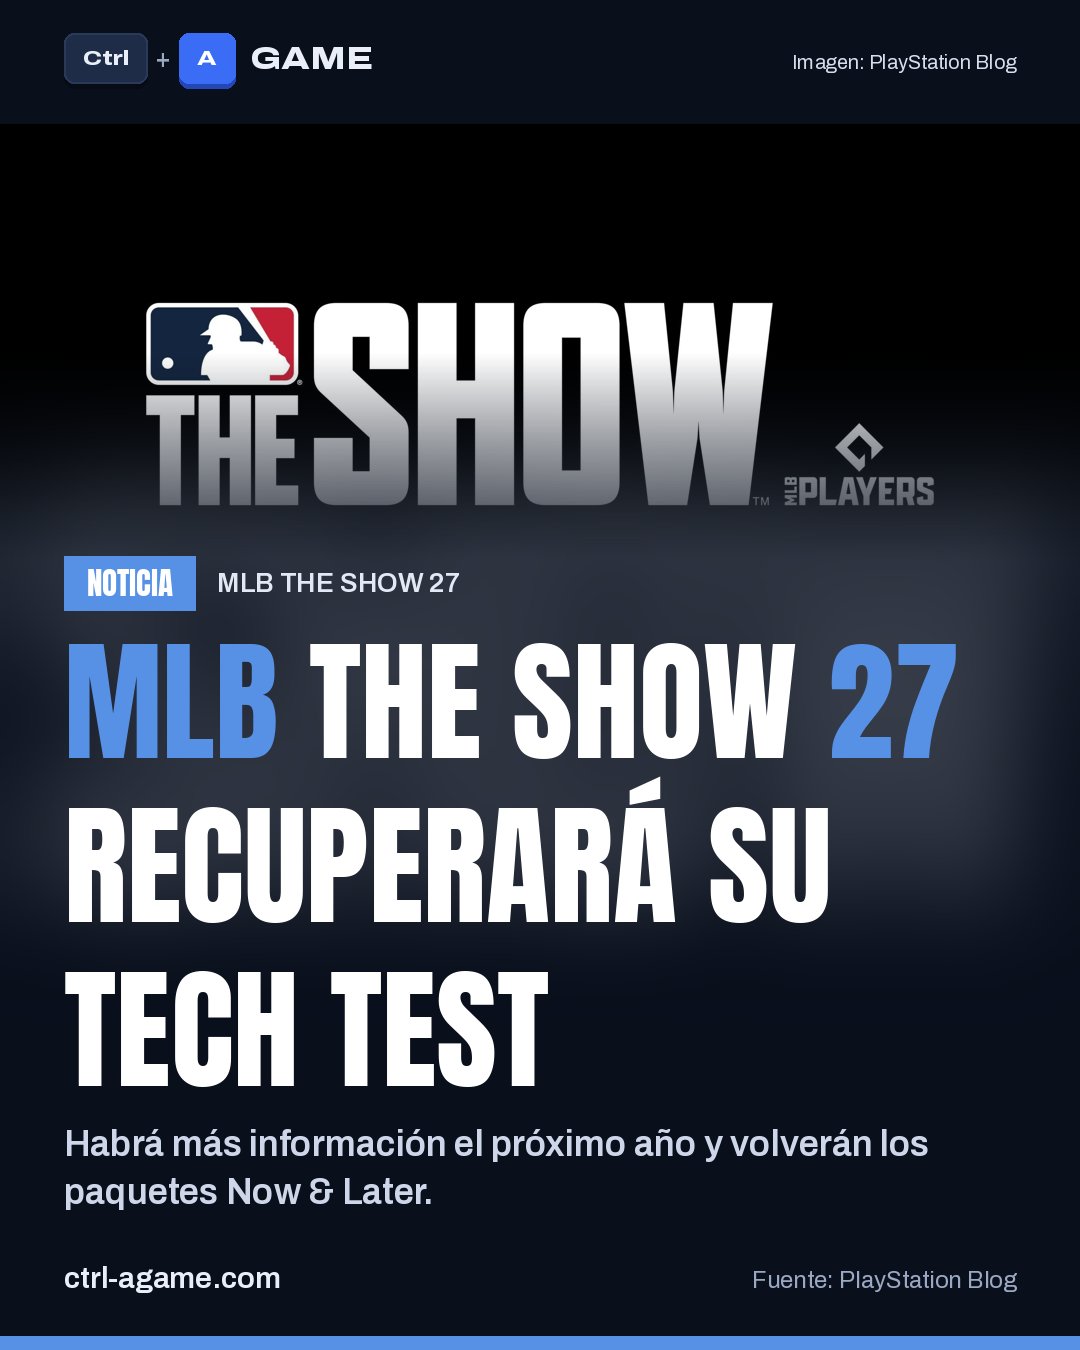 Ctrl + A GAME
Imagen: PlayStation Blog
THE SHOW™
MLB PLAYERS
NOTICIA MLB THE SHOW 27
MLB THE SHOW 27
RECUPERARÁ SU
TECH TEST
Habrá más información el próximo año y volverán los
paquetes Now & Later.
ctrl-agame.com
Fuente: PlayStation Blog